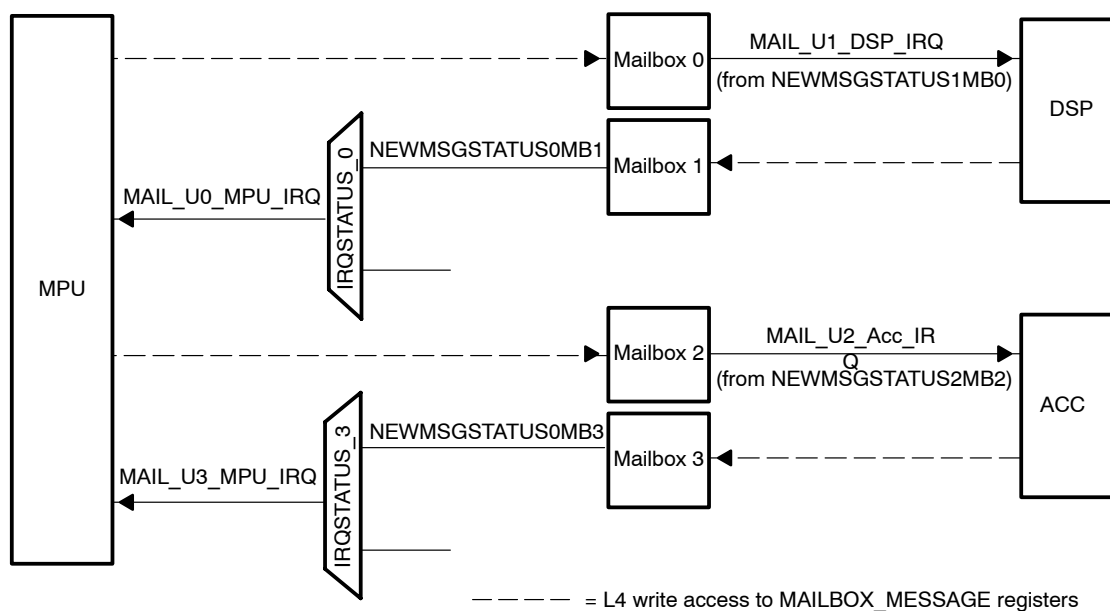 MAIL_U1_DSP_IRQ
Mailbox 0
(from NEWMSGSTATUS1MB0)
DSP
NEWMSGSTATUS0MB1
Mailbox 1
IRQSTATUS_0
MAIL_U0_MPU_IRQ
MPU
MAIL_U2_Acc_IR
Q
Mailbox 2
(from NEWMSGSTATUS2MB2)
ACC
NEWMSGSTATUS0MB3
Mailbox 3
IRQSTATUS_3
MAIL_U3_MPU_IRQ
= L4 write access to MAILBOX_MESSAGE registers